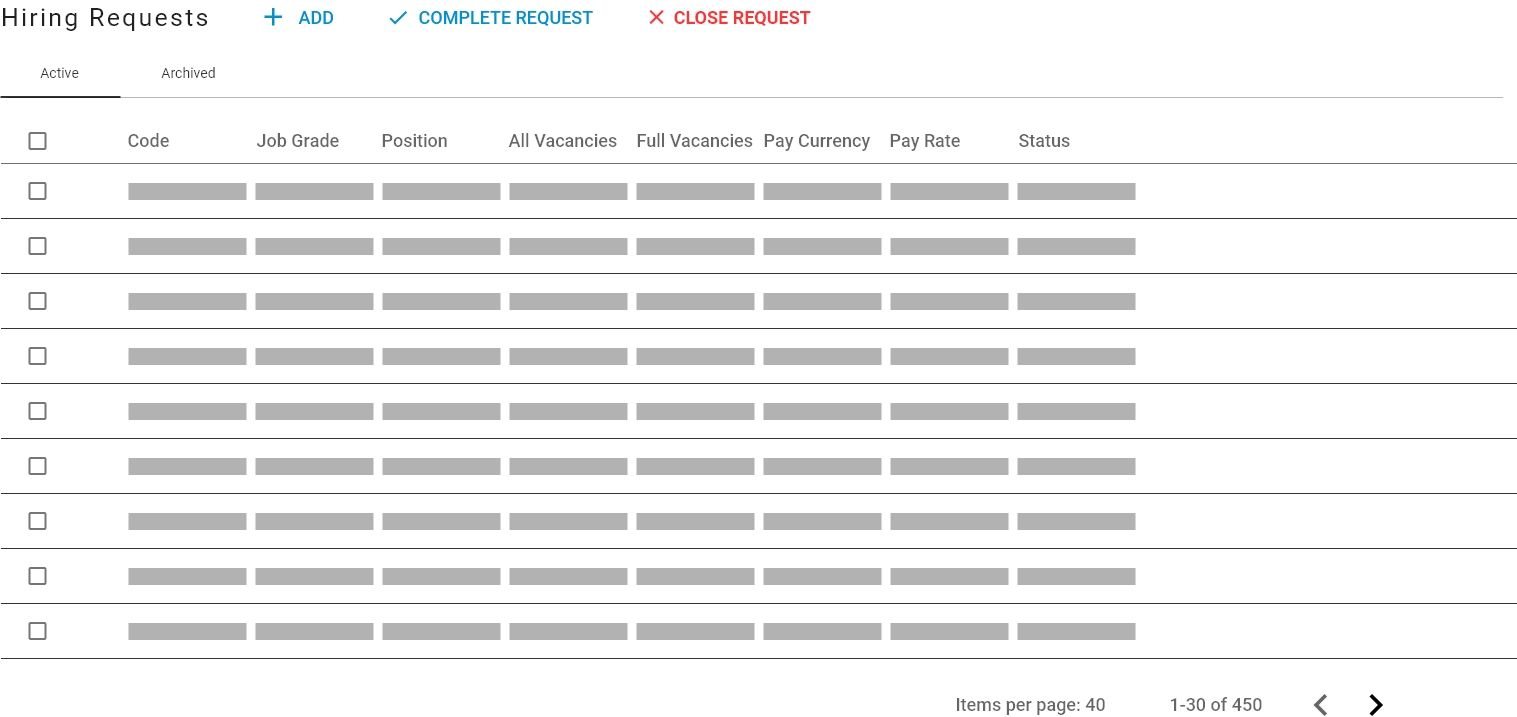 Hiring Requests ADD COMPLETE REQUEST CLOSE REQUEST
Active Archived
Code Job Grade Position All Vacancies Full Vacancies Pay Currency Pay Rate Status
Items per page: 40 1-30 of 450